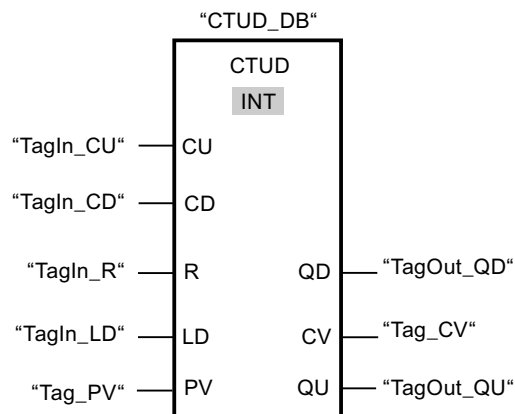 "CTUD_DB“
CTUD
INT
“TagIn_CU“ CU
“TagIn_CD“ CD
“TagIn_R“ R QD “TagOut_QD“
“TagIn_LD“ LD CV “Tag_CV“
“Tag_PV“ PV QU “TagOut_QU“